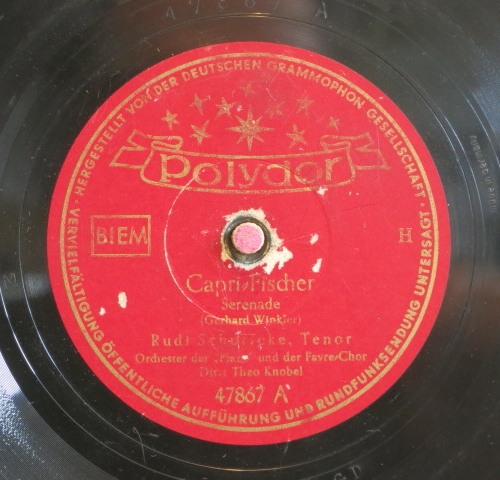 47867 A
HERGESTELLT VON DER DEUTSCHEN GRAMMOPHON GESELLSCHAFT · VERVIELFÄLTIGUNG ÖFFENTLICHE AUFFÜHRUNG UND RUNDFUNKSENDUNG UNTERSAGT ·
Polydor
BIEM
H
Capri-Fischer
Serenade
(Gerhard Winkler)
Rudi Tenor
Orchester der und der Favre-Chor
Dir.: Theo Knobel
47867 A